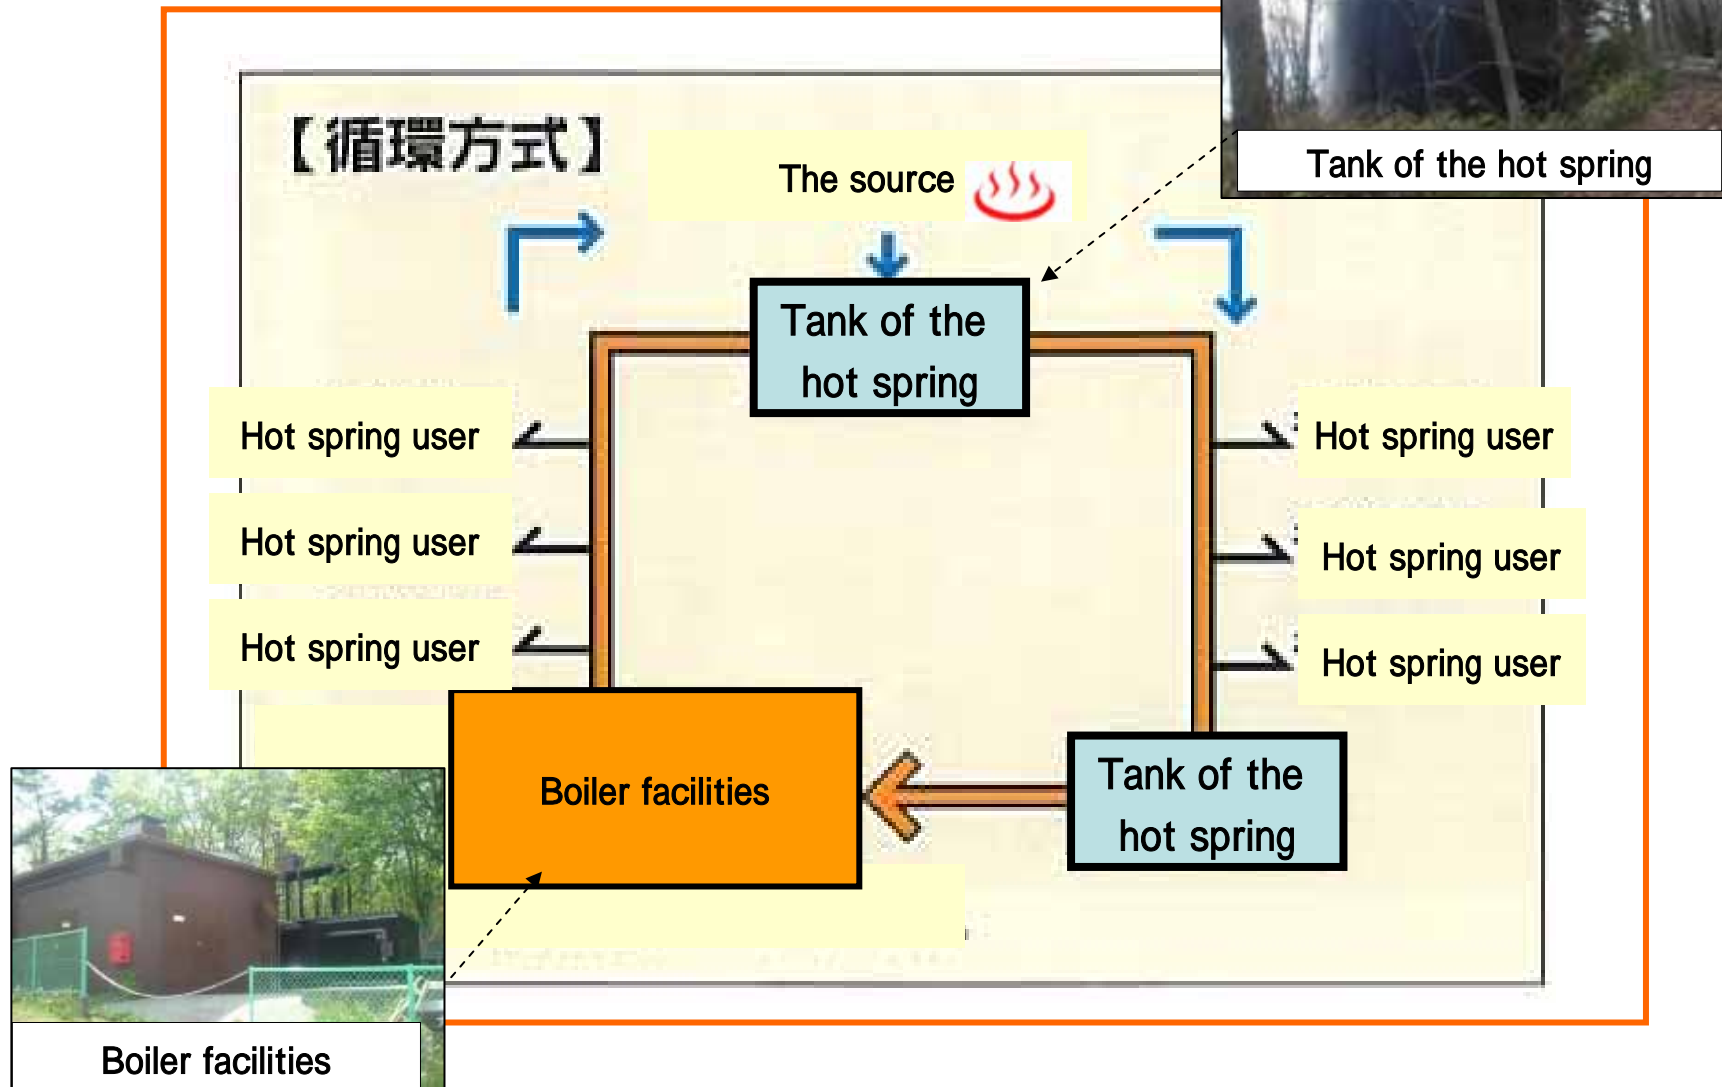 Tank of the hot spring
【循環方式】
The source
Tank of the
hot spring
Hot spring user
Hot spring user
Hot spring user
Hot spring user
Hot spring user
Hot spring user
Boiler facilities
Tank of the
hot spring
Boiler facilities